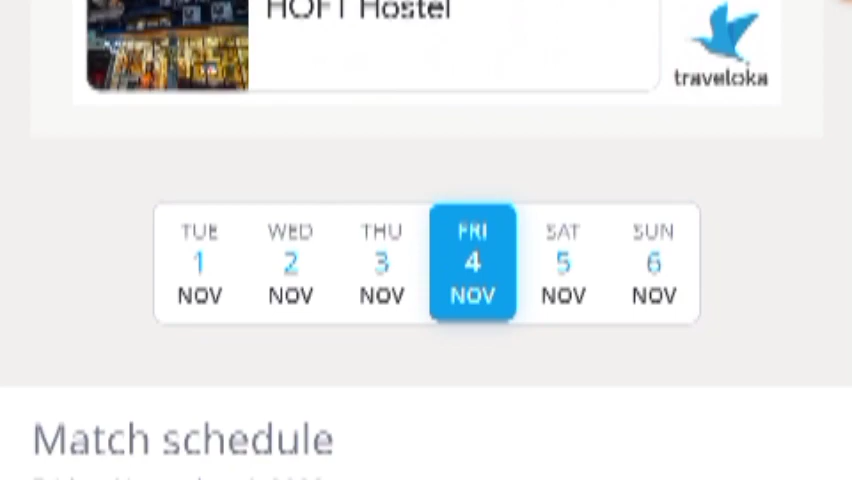 HOFT Hostel
traveloka
TUE WED THU FRI SAT SUN
1 2 3 4 5 6
NOV NOV NOV NOV NOV NOV
Match schedule